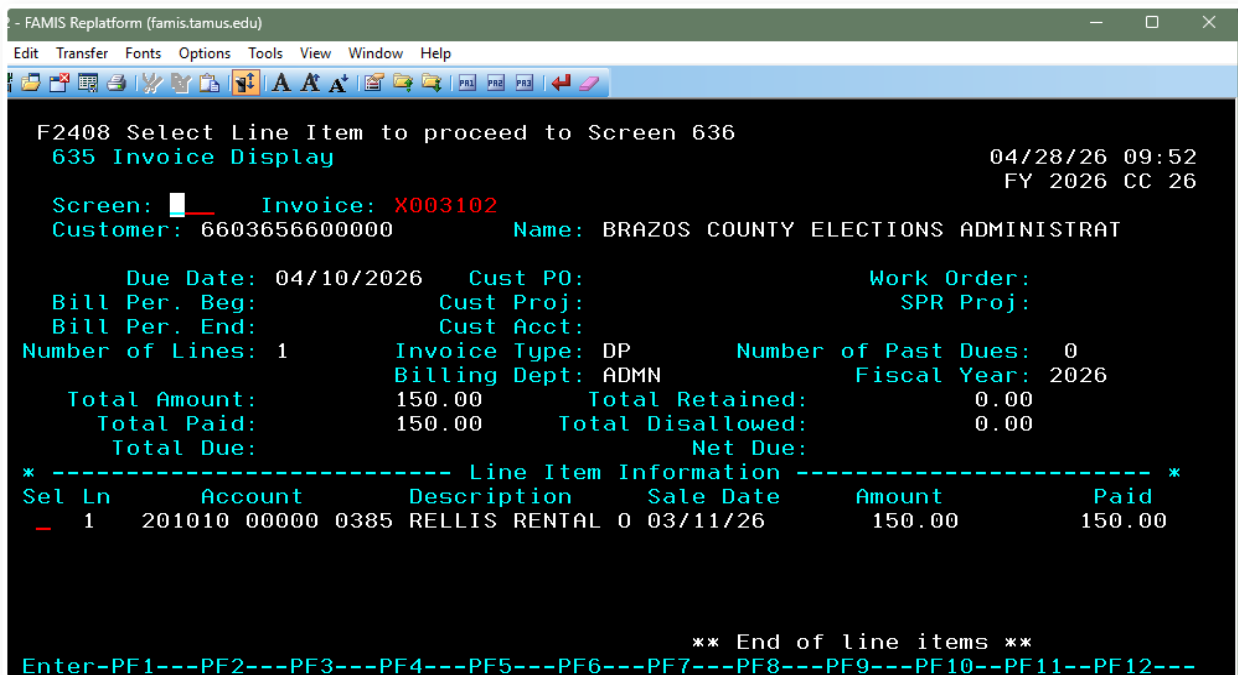 2 - FAMIS Replatform (famis.tamus.edu)
Edit Transfer Fonts Options Tools View Window Help
PA1 PA2 PA3
F2408 Select Line Item to proceed to Screen 636
635 Invoice Display 04/28/26 09:52
FY 2026 CC 26
Screen: ___ Invoice: X003102
Customer: 6603656600000 Name: BRAZOS COUNTY ELECTIONS ADMINISTRAT
Due Date: 04/10/2026 Cust PO: Work Order:
Bill Per. Beg: Cust Proj: SPR Proj:
Bill Per. End: Cust Acct:
Number of Lines: 1 Invoice Type: DP Number of Past Dues: 0
Billing Dept: ADMN Fiscal Year: 2026
Total Amount: 150.00 Total Retained: 0.00
Total Paid: 150.00 Total Disallowed: 0.00
Total Due: Net Due:
* --------------------------- Line Item Information ------------------------ *
Sel Ln Account Description Sale Date Amount Paid
_ 1 201010 00000 0385 RELLIS RENTAL O 03/11/26 150.00 150.00
** End of line items **
Enter-PF1---PF2---PF3---PF4---PF5---PF6---PF7---PF8---PF9---PF10--PF11--PF12---